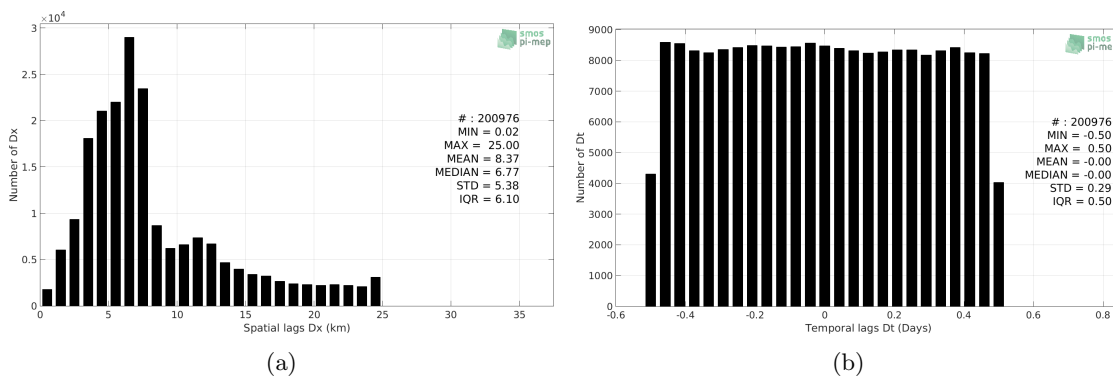 ×10⁴
3
2.5
2
1.5
1
0.5
0
Number of Dx
0 5 10 15 20 25 30 35
Spatial lags Dx (km)
smos
pi-mep
# : 200976
MIN = 0.02
MAX = 25.00
MEAN = 8.37
MEDIAN = 6.77
STD = 5.38
IQR = 6.10
(a)
9000
8000
7000
6000
5000
4000
3000
2000
1000
0
Number of Dt
-0.6 -0.4 -0.2 0 0.2 0.4 0.6 0.8
Temporal lags Dt (Days)
smos
pi-mep
# : 200976
MIN = -0.50
MAX = 0.50
MEAN = -0.00
MEDIAN = -0.00
STD = 0.29
IQR = 0.50
(b)